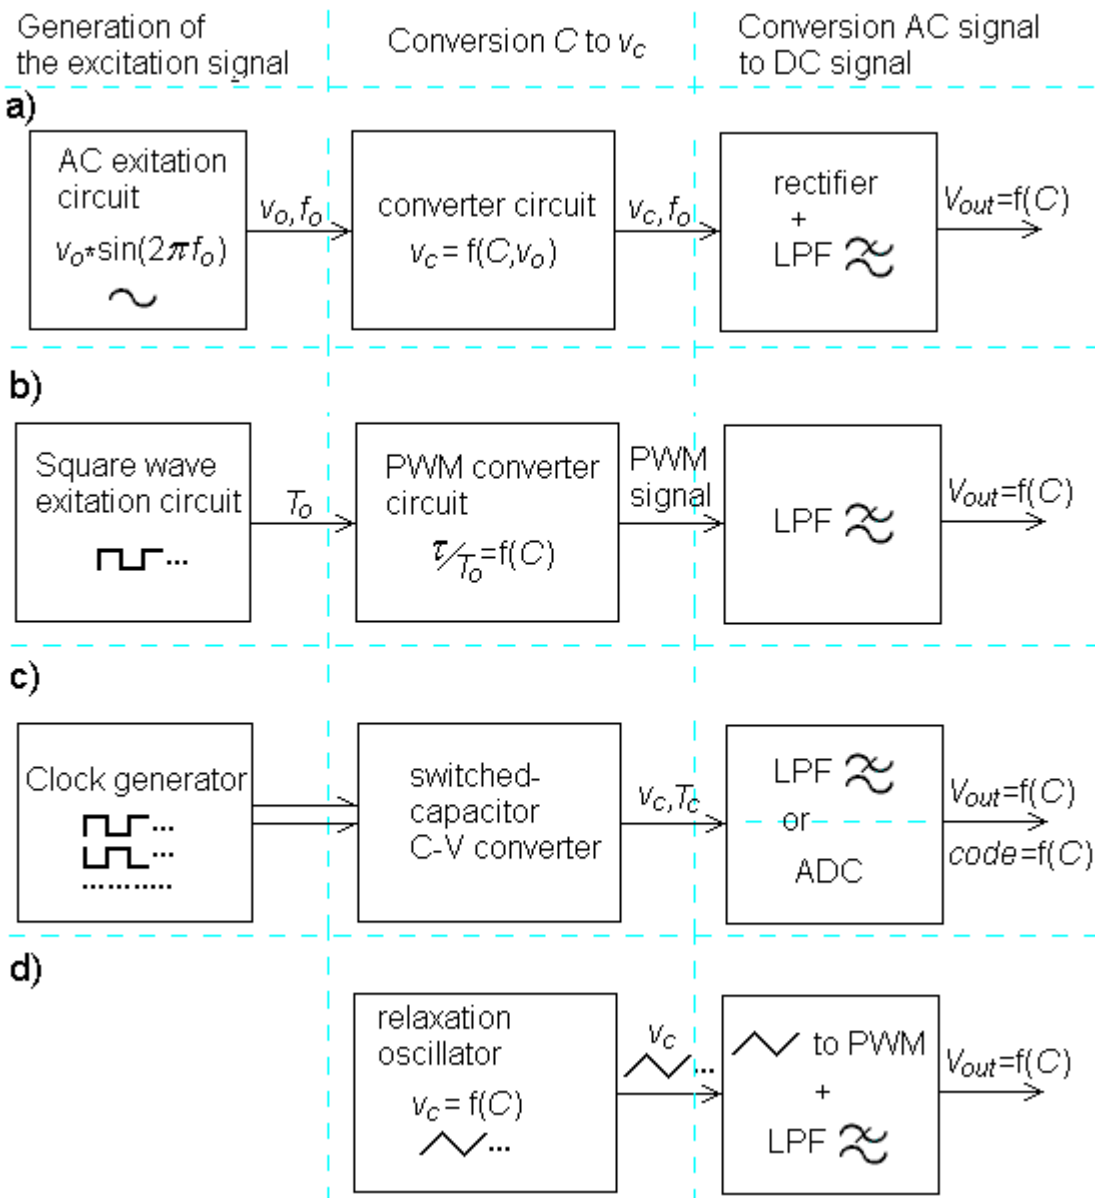 Generation of
the excitation signal
Conversion C to vc
Conversion AC signal
to DC signal
a)
AC exitation
circuit
vo*sin(2πfo)
vo, fo
converter circuit
vc = f(C,vo)
vc, fo
rectifier
+
LPF
Vout=f(C)
b)
Square wave
exitation circuit
...
To
PWM converter
circuit
τ/To=f(C)
PWM
signal
LPF
Vout=f(C)
c)
Clock generator
...
...
............
switched-
capacitor
C-V converter
vc, Tc
LPF
or
ADC
Vout=f(C)
code=f(C)
d)
relaxation
oscillator
vc = f(C)
...
vc
...
to PWM
+
LPF
Vout=f(C)